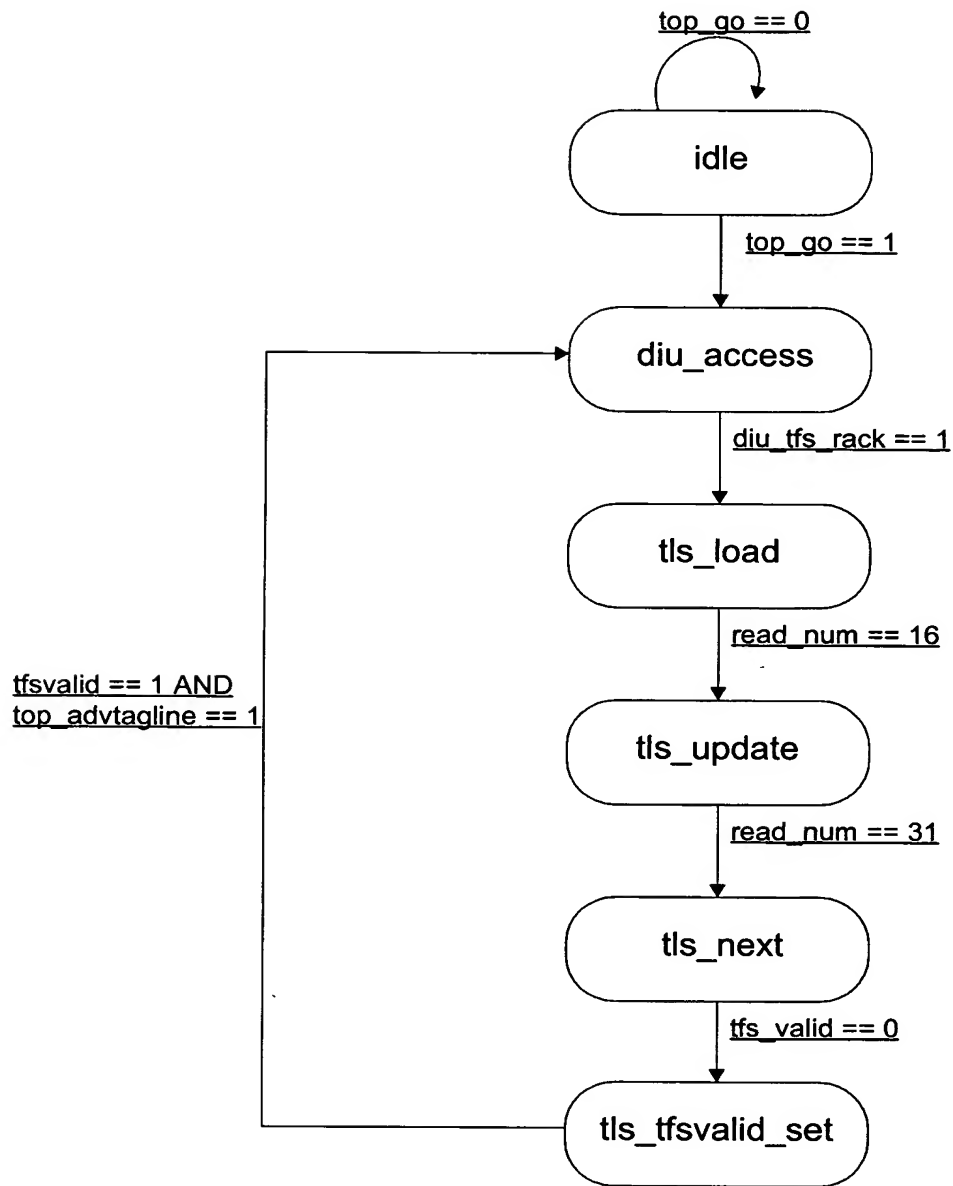 top_go == 0
idle
top_go == 1
diu_access
diu_tfs_rack == 1
tls_load
read_num == 16
tfsvalid == 1 AND
top_advtagline == 1
tls_update
read_num == 31
tls_next
tfs_valid == 0
tls_tfsvalid_set